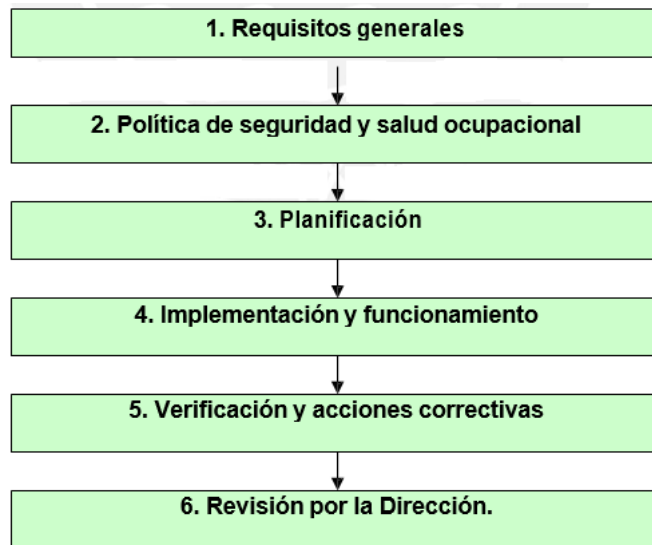 1. Requisitos generales
2. Política de seguridad y salud ocupacional
3. Planificación
4. Implementación y funcionamiento
5. Verificación y acciones correctivas
6. Revisión por la Dirección.